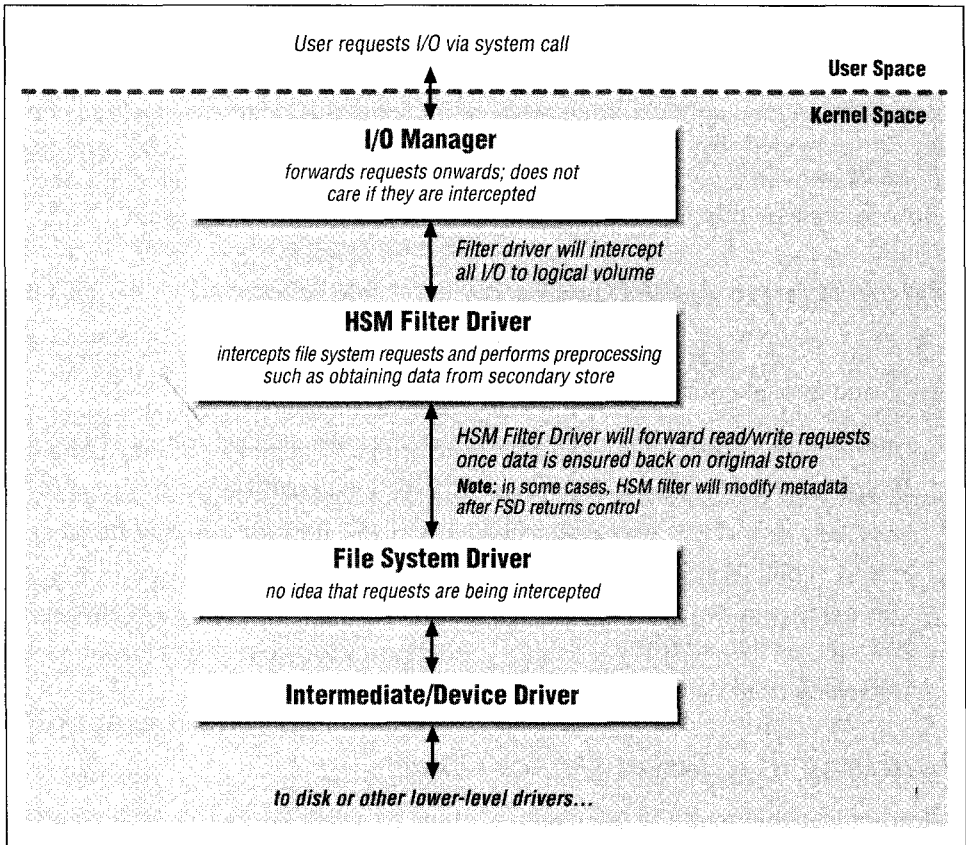 User requests I/O via system call
User Space
Kernel Space
I/O Manager
forwards requests onwards; does not
care if they are intercepted
Filter driver will intercept
all I/O to logical volume
HSM Filter Driver
intercepts file system requests and performs preprocessing
such as obtaining data from secondary store
HSM Filter Driver will forward read/write requests
once data is ensured back on original store
Note: in some cases, HSM filter will modify metadata
after FSD returns control
File System Driver
no idea that requests are being intercepted
Intermediate/Device Driver
to disk or other lower-level drivers...